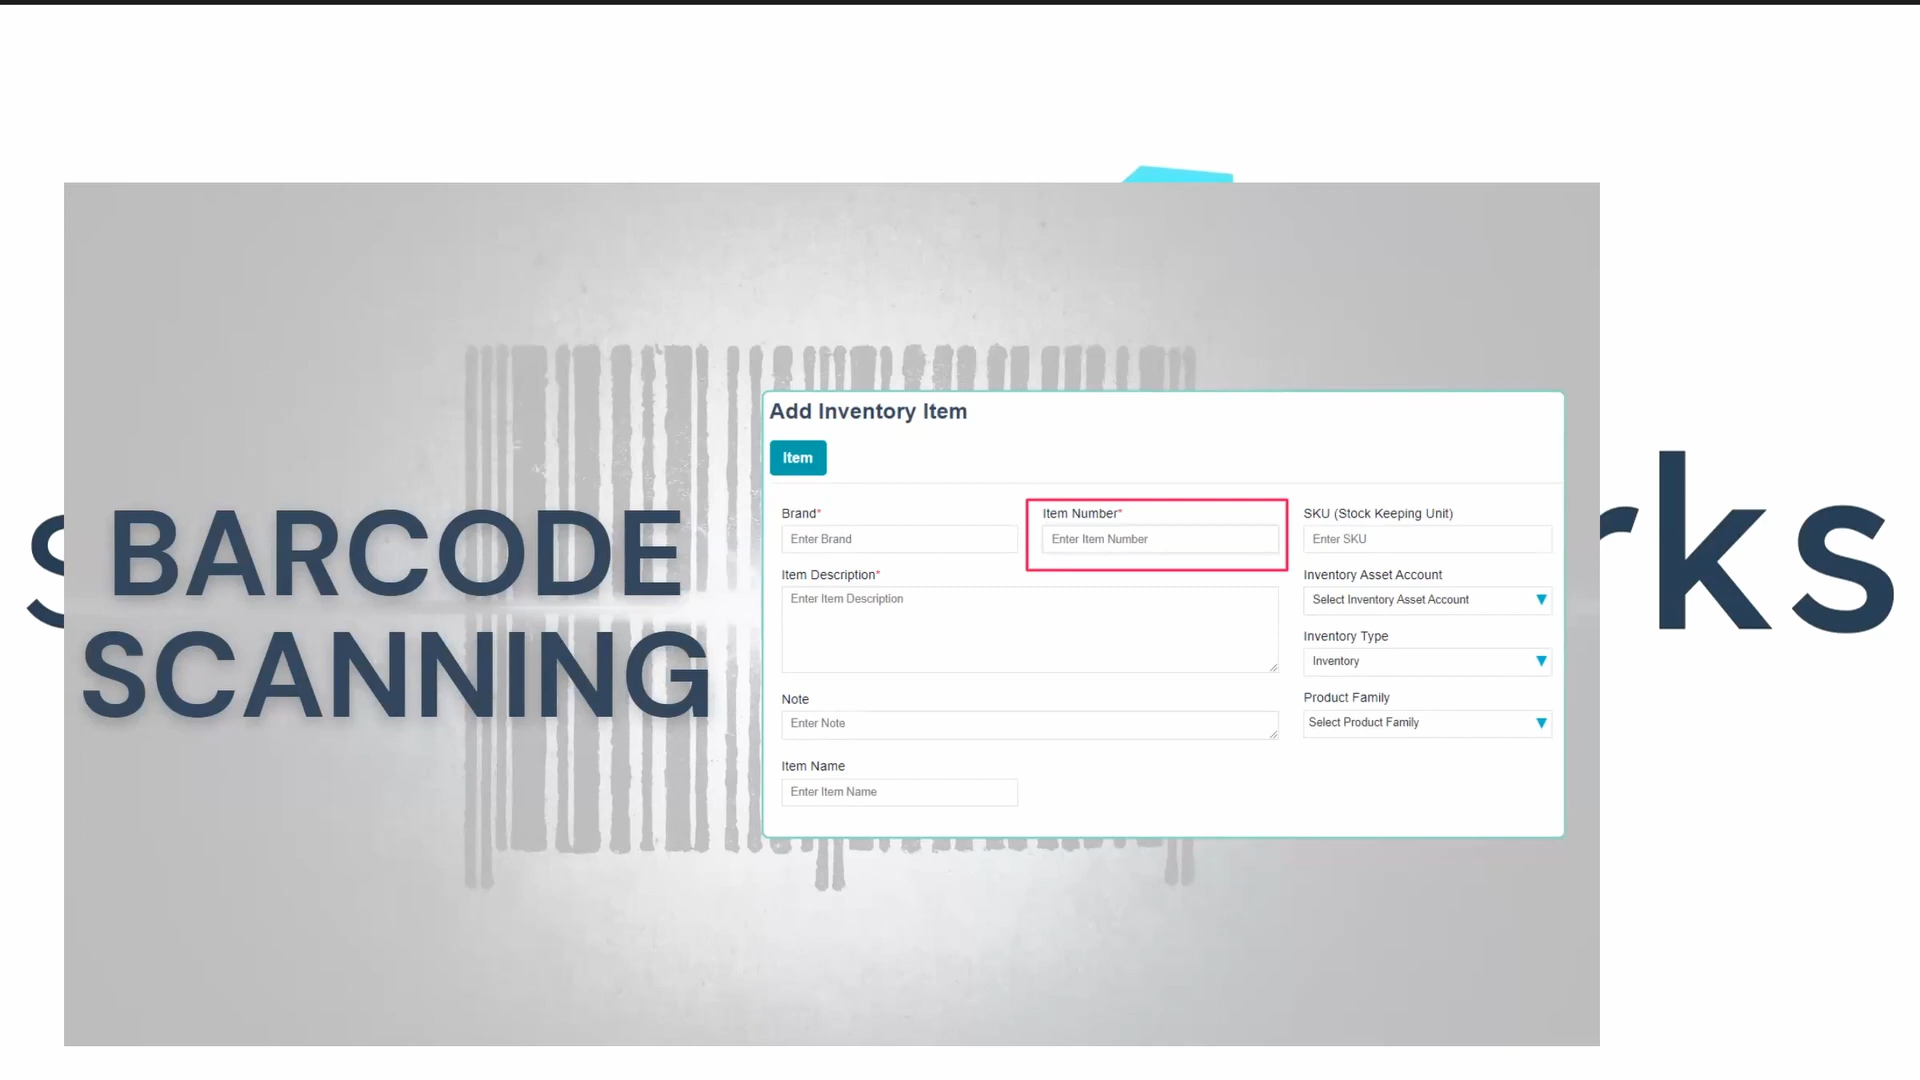 BARCODE
SCANNING
Add Inventory Item
Item
Brand*
Enter Brand
Item Number*
Enter Item Number
SKU (Stock Keeping Unit)
Enter SKU
Item Description*
Enter Item Description
Inventory Asset Account
Select Inventory Asset Account
Inventory Type
Inventory
Note
Enter Note
Product Family
Select Product Family
Item Name
Enter Item Name
rks